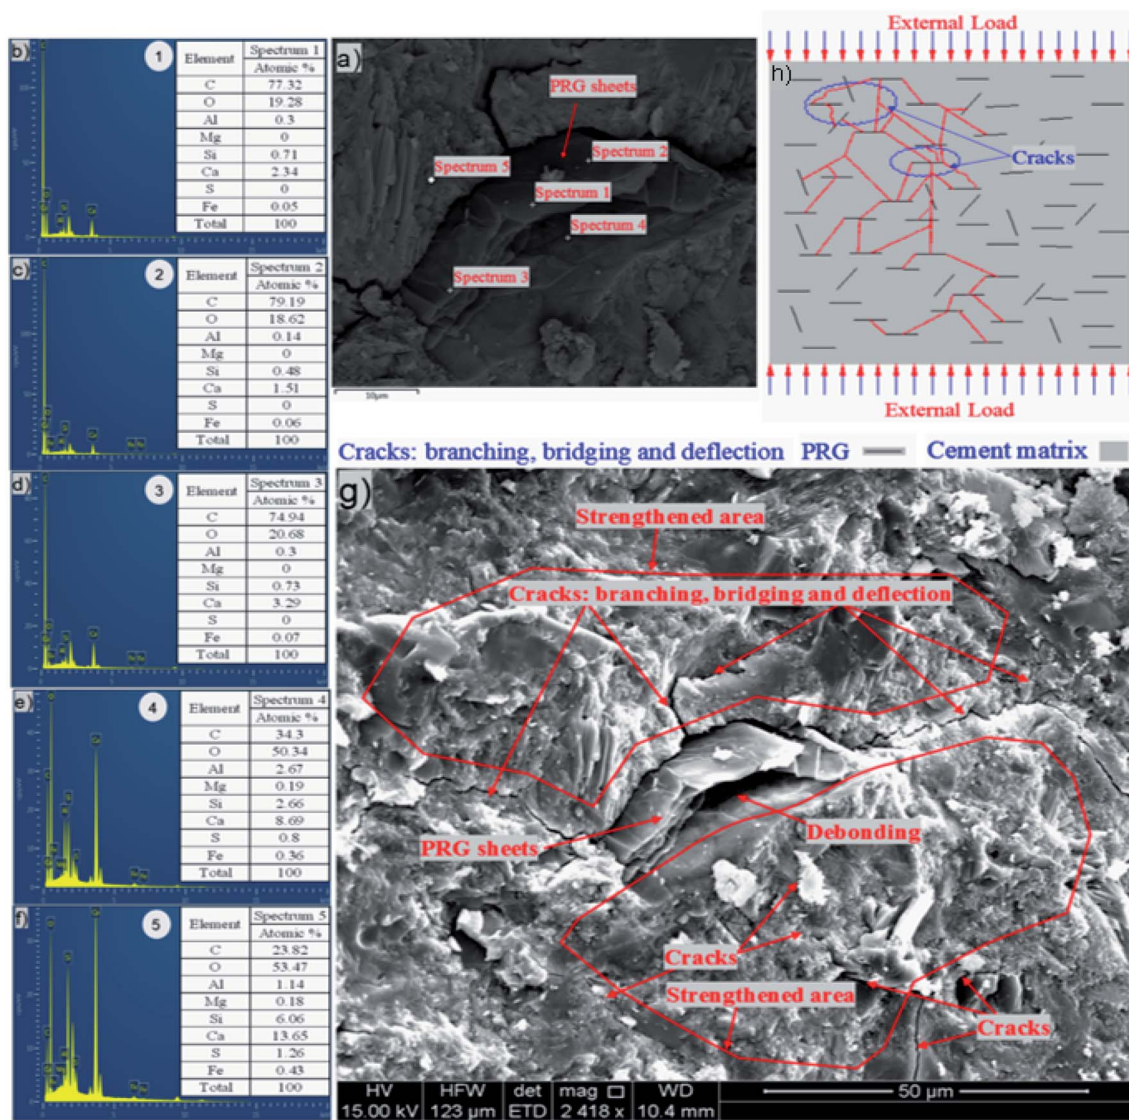 b)
1
Element Spectrum 1
Atomic %
C 77.32
O 19.28
Al 0.3
Mg 0
Si 0.71
Ca 2.34
S 0
Fe 0.05
Total 100
c)
2
Element Spectrum 2
Atomic %
C 79.19
O 18.62
Al 0.14
Mg 0
Si 0.48
Ca 1.51
S 0
Fe 0.06
Total 100
d)
3
Element Spectrum 3
Atomic %
C 74.94
O 20.68
Al 0.3
Mg 0
Si 0.73
Ca 3.29
S 0
Fe 0.07
Total 100
e)
4
Element Spectrum 4
Atomic %
C 34.3
O 50.34
Al 2.67
Mg 0.19
Si 2.66
Ca 8.69
S 0.8
Fe 0.36
Total 100
f)
5
Element Spectrum 5
Atomic %
C 23.82
O 53.47
Al 1.14
Mg 0.18
Si 6.06
Ca 13.65
S 1.26
Fe 0.43
Total 100
a)
PRG sheets
Spectrum 2
Spectrum 5
Spectrum 1
Spectrum 4
Spectrum 3
10µm
External Load
h)
Cracks
External Load
Cracks: branching, bridging and deflection PRG Cement matrix
g)
Strengthened area
Cracks: branching, bridging and deflection
PRG sheets
Debonding
Cracks
Strengthened area
Cracks
HV HFW det mag WD
15.00 kV 123 µm ETD 2 418 x 10.4 mm
50 µm